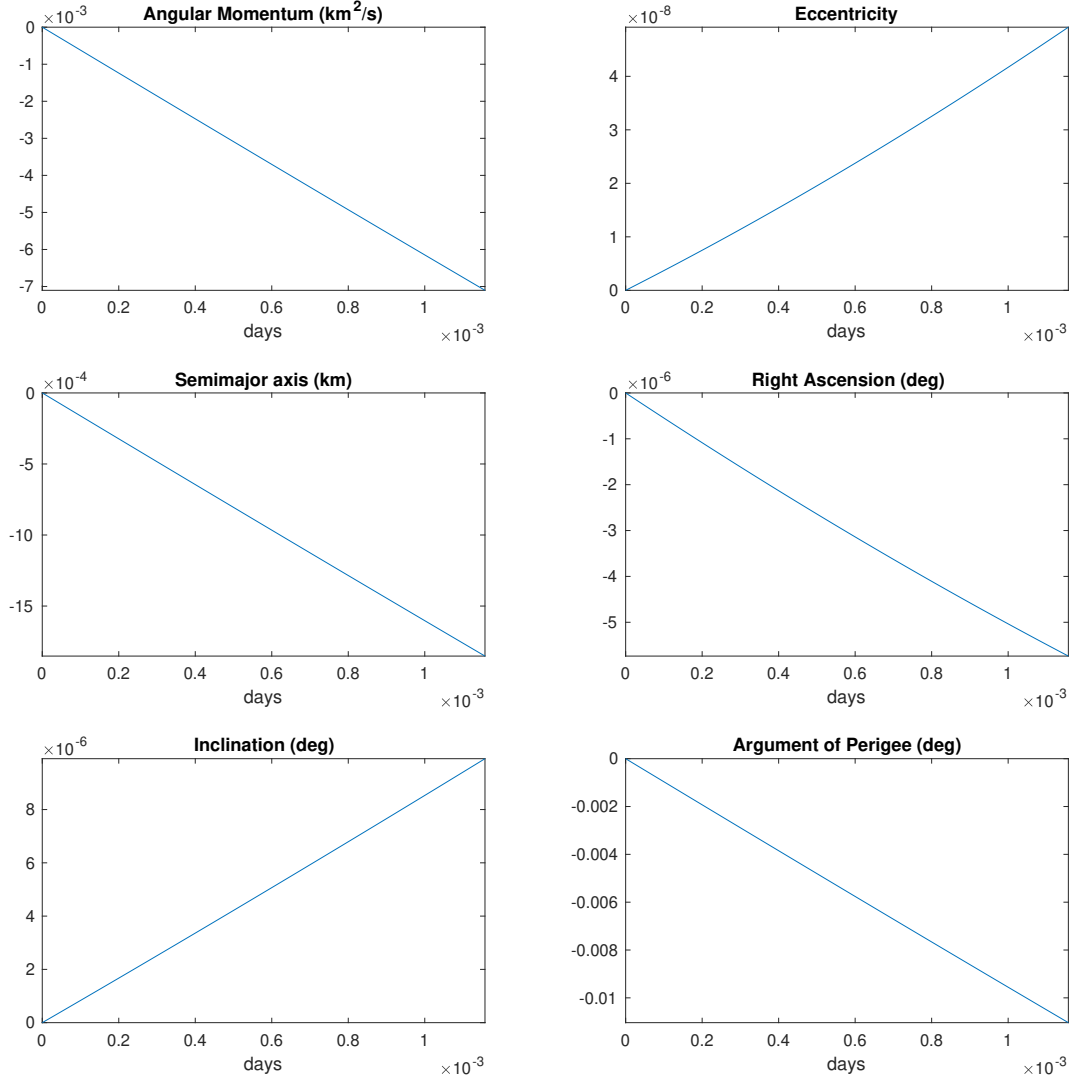 Angular Momentum (km²/s)
×10⁻³
0
-1
-2
-3
-4
-5
-6
-7
0 0.2 0.4 0.6 0.8 1
×10⁻³
days
Eccentricity
×10⁻⁸
4
3
2
1
0
0 0.2 0.4 0.6 0.8 1
×10⁻³
days
Semimajor axis (km)
×10⁻⁴
0
-5
-10
-15
0 0.2 0.4 0.6 0.8 1
×10⁻³
days
Right Ascension (deg)
×10⁻⁶
0
-1
-2
-3
-4
-5
0 0.2 0.4 0.6 0.8 1
×10⁻³
days
Inclination (deg)
×10⁻⁶
8
6
4
2
0
0 0.2 0.4 0.6 0.8 1
×10⁻³
days
Argument of Perigee (deg)
0
-0.002
-0.004
-0.006
-0.008
-0.01
0 0.2 0.4 0.6 0.8 1
×10⁻³
days